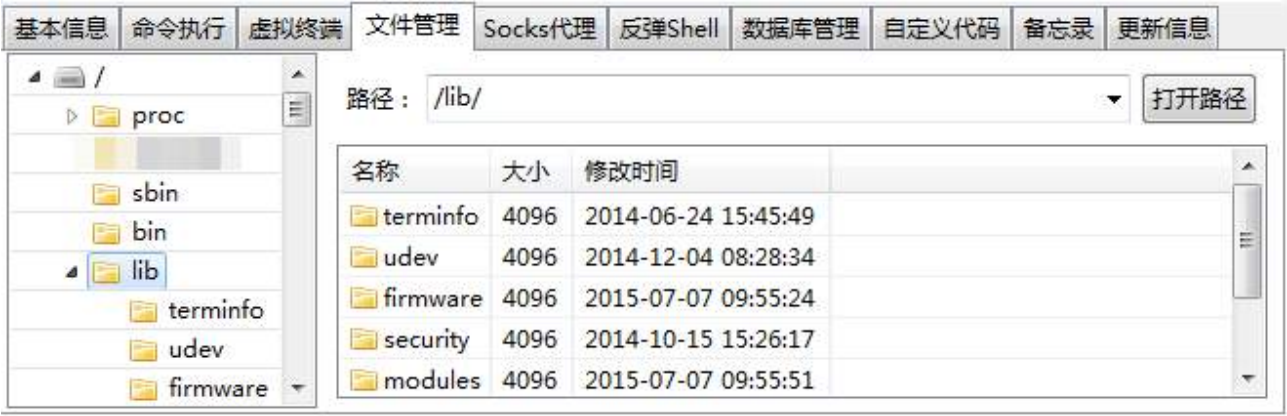 基本信息 命令执行 虚拟终端 文件管理 Socks代理 反弹Shell 数据库管理 自定义代码 备忘录 更新信息
/
proc
sbin
bin
lib
terminfo
udev
firmware
路径： /lib/ 打开路径
名称 大小 修改时间
terminfo 4096 2014-06-24 15:45:49
udev 4096 2014-12-04 08:28:34
firmware 4096 2015-07-07 09:55:24
security 4096 2014-10-15 15:26:17
modules 4096 2015-07-07 09:55:51